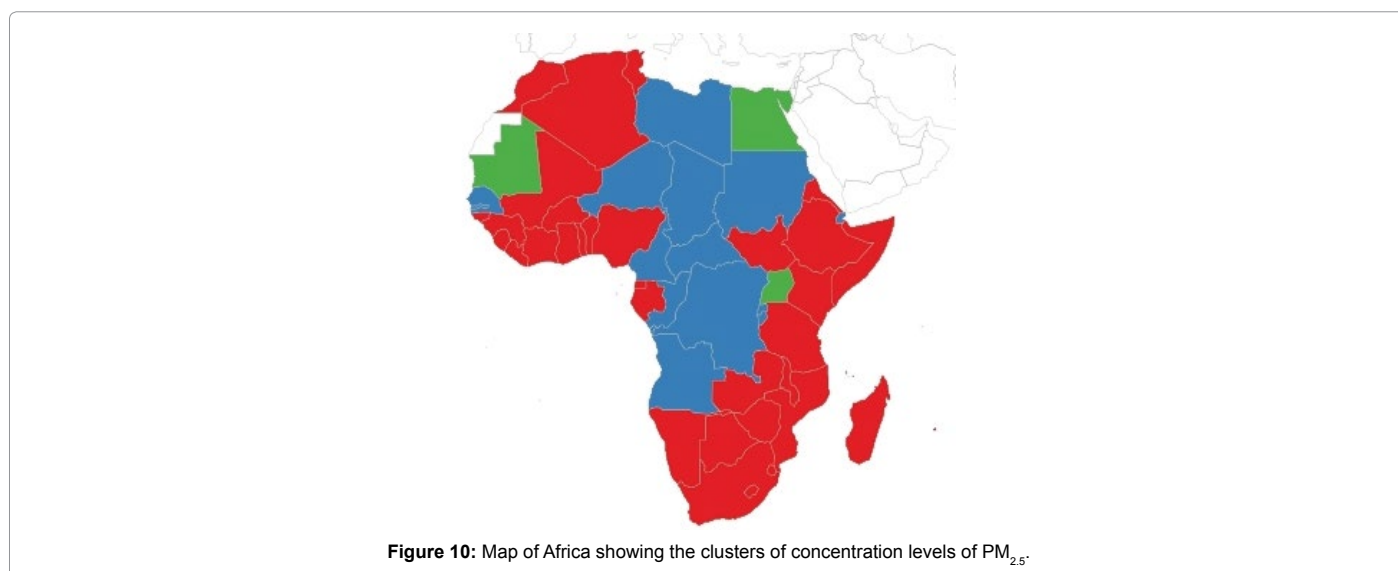 Figure 10: Map of Africa showing the clusters of concentration levels of PM2.5.